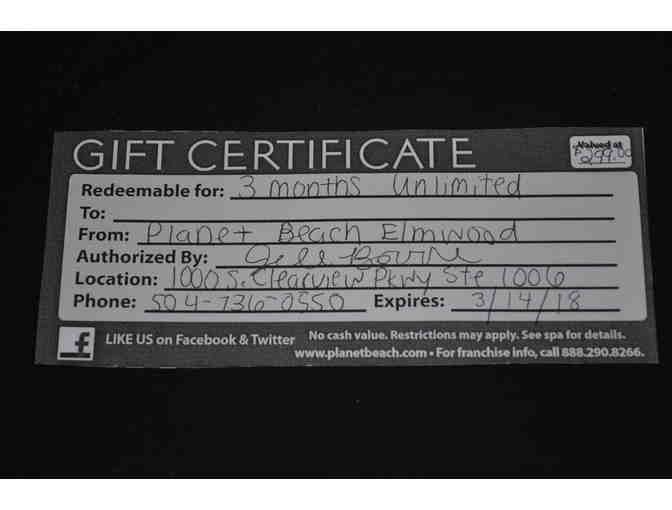 GIFT CERTIFICATE
Valued at
$299.00
Redeemable for: 3 months Unlimited
To:
From: Planet Beach Elmwood
Authorized By:
Location: 1000 S. Clearview Pkwy Ste 1006
Phone: 504-736-0550 Expires: 3/14/18
f LIKE US on Facebook & Twitter No cash value. Restrictions may apply. See spa for details.
www.planetbeach.com • For franchise info, call 888.290.8266.